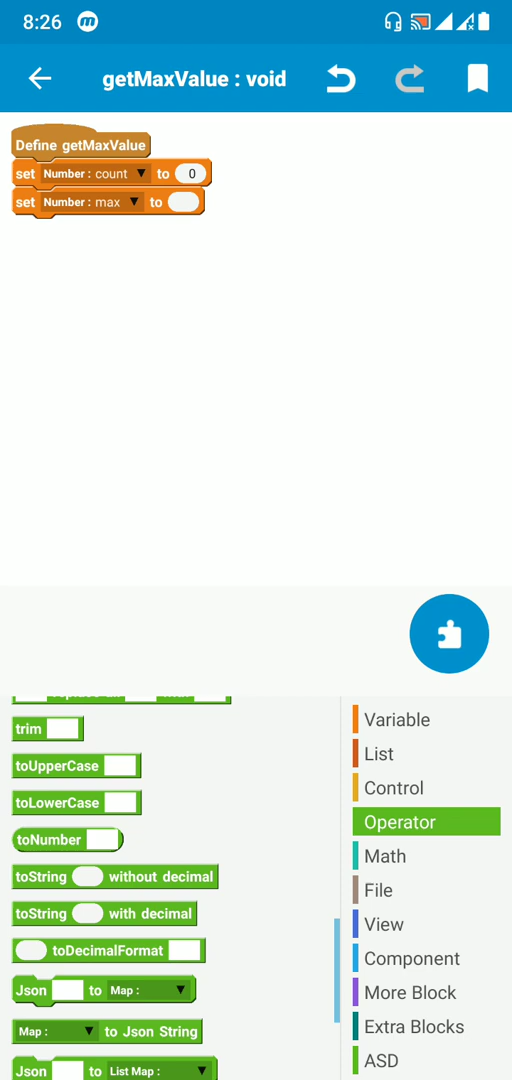 8:26
getMaxValue : void
Define getMaxValue
set Number : count ▼ to 0
set Number : max ▼ to
trim
toUpperCase
toLowerCase
toNumber
toString without decimal
toString with decimal
toDecimalFormat
Json to Map : ▼
Map : ▼ to Json String
Json to List Map : ▼
Variable
List
Control
Operator
Math
File
View
Component
More Block
Extra Blocks
ASD